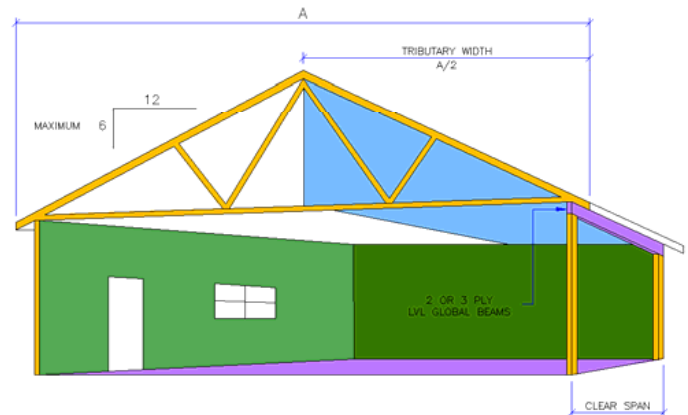 A
TRIBUTARY WIDTH
A/2
12
MAXIMUM 6
2 OR 3 PLY
LVL GLOBAL BEAMS
CLEAR SPAN